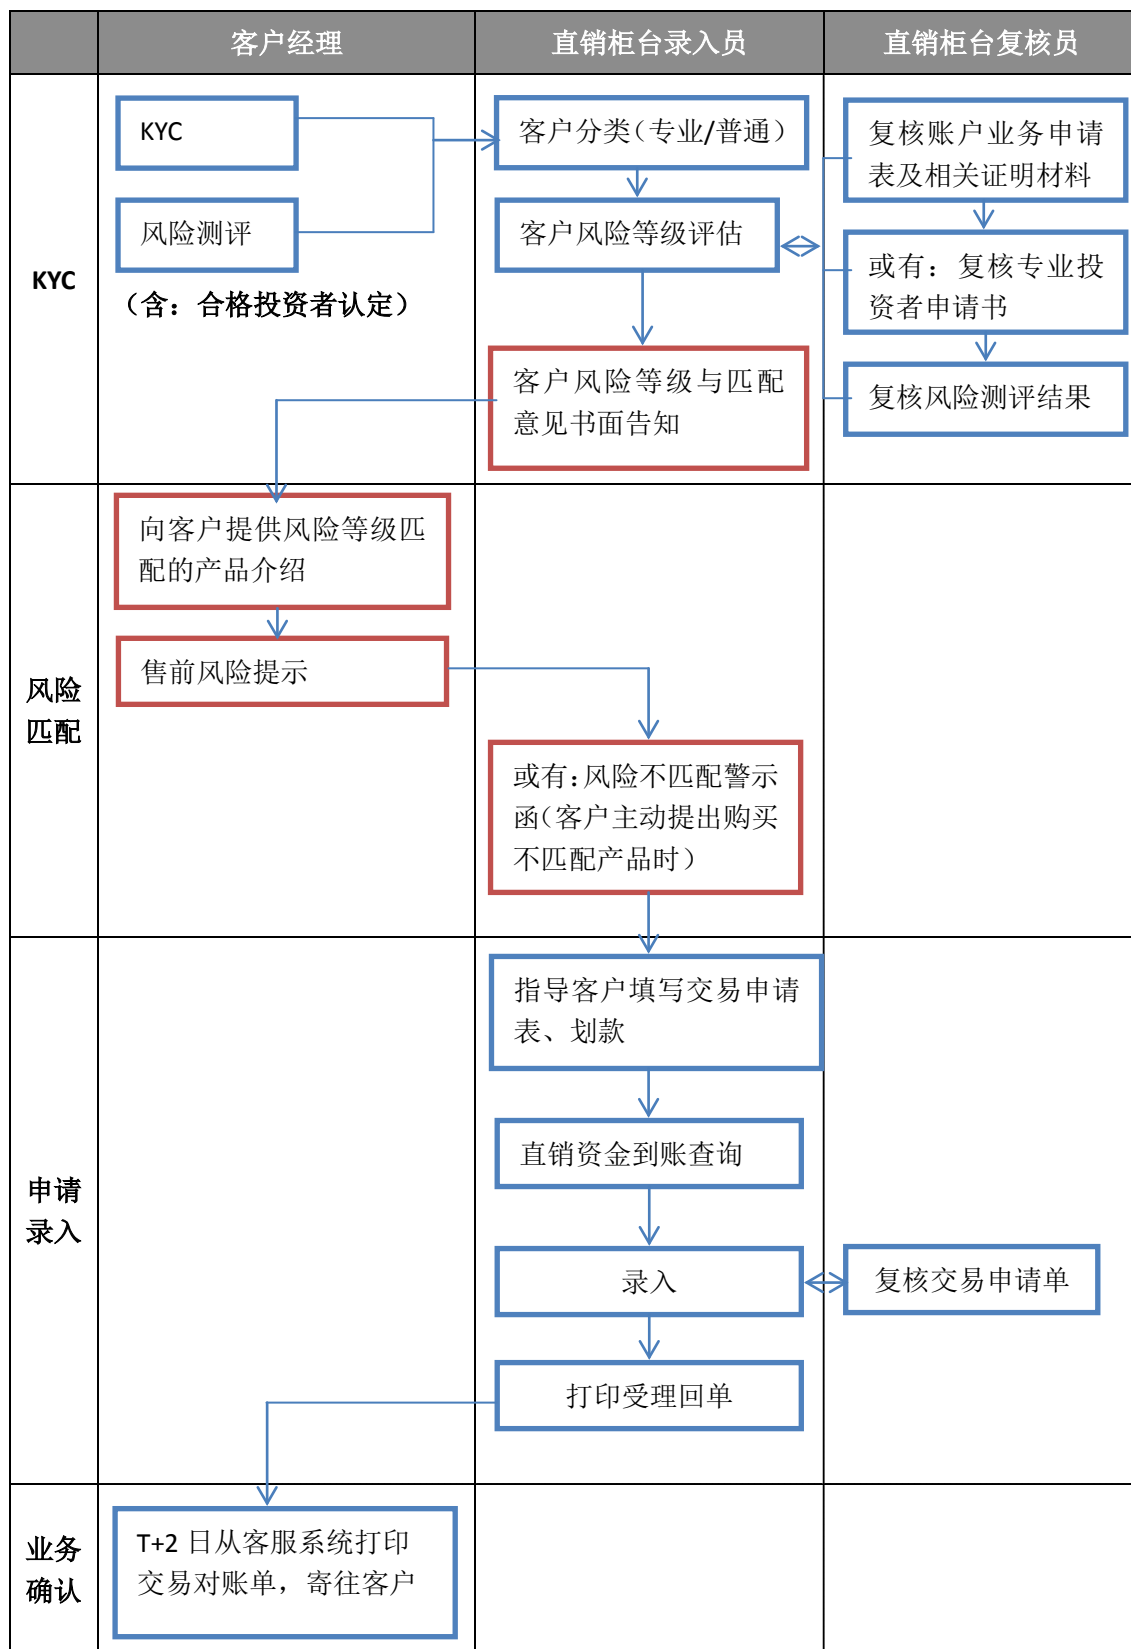 客户经理
直销柜台录入员
直销柜台复核员
KYC
KYC
风险测评
（含：合格投资者认定）
客户分类（专业/普通）
客户风险等级评估
客户风险等级与匹配
意见书面告知
复核账户业务申请
表及相关证明材料
或有：复核专业投
资者申请书
复核风险测评结果
风险
匹配
向客户提供风险等级匹
配的产品介绍
售前风险提示
或有：风险不匹配警示
函（客户主动提出购买
不匹配产品时）
申请
录入
指导客户填写交易申请
表、划款
直销资金到账查询
录入
复核交易申请单
打印受理回单
业务
确认
T+2 日从客服系统打印
交易对账单，寄往客户